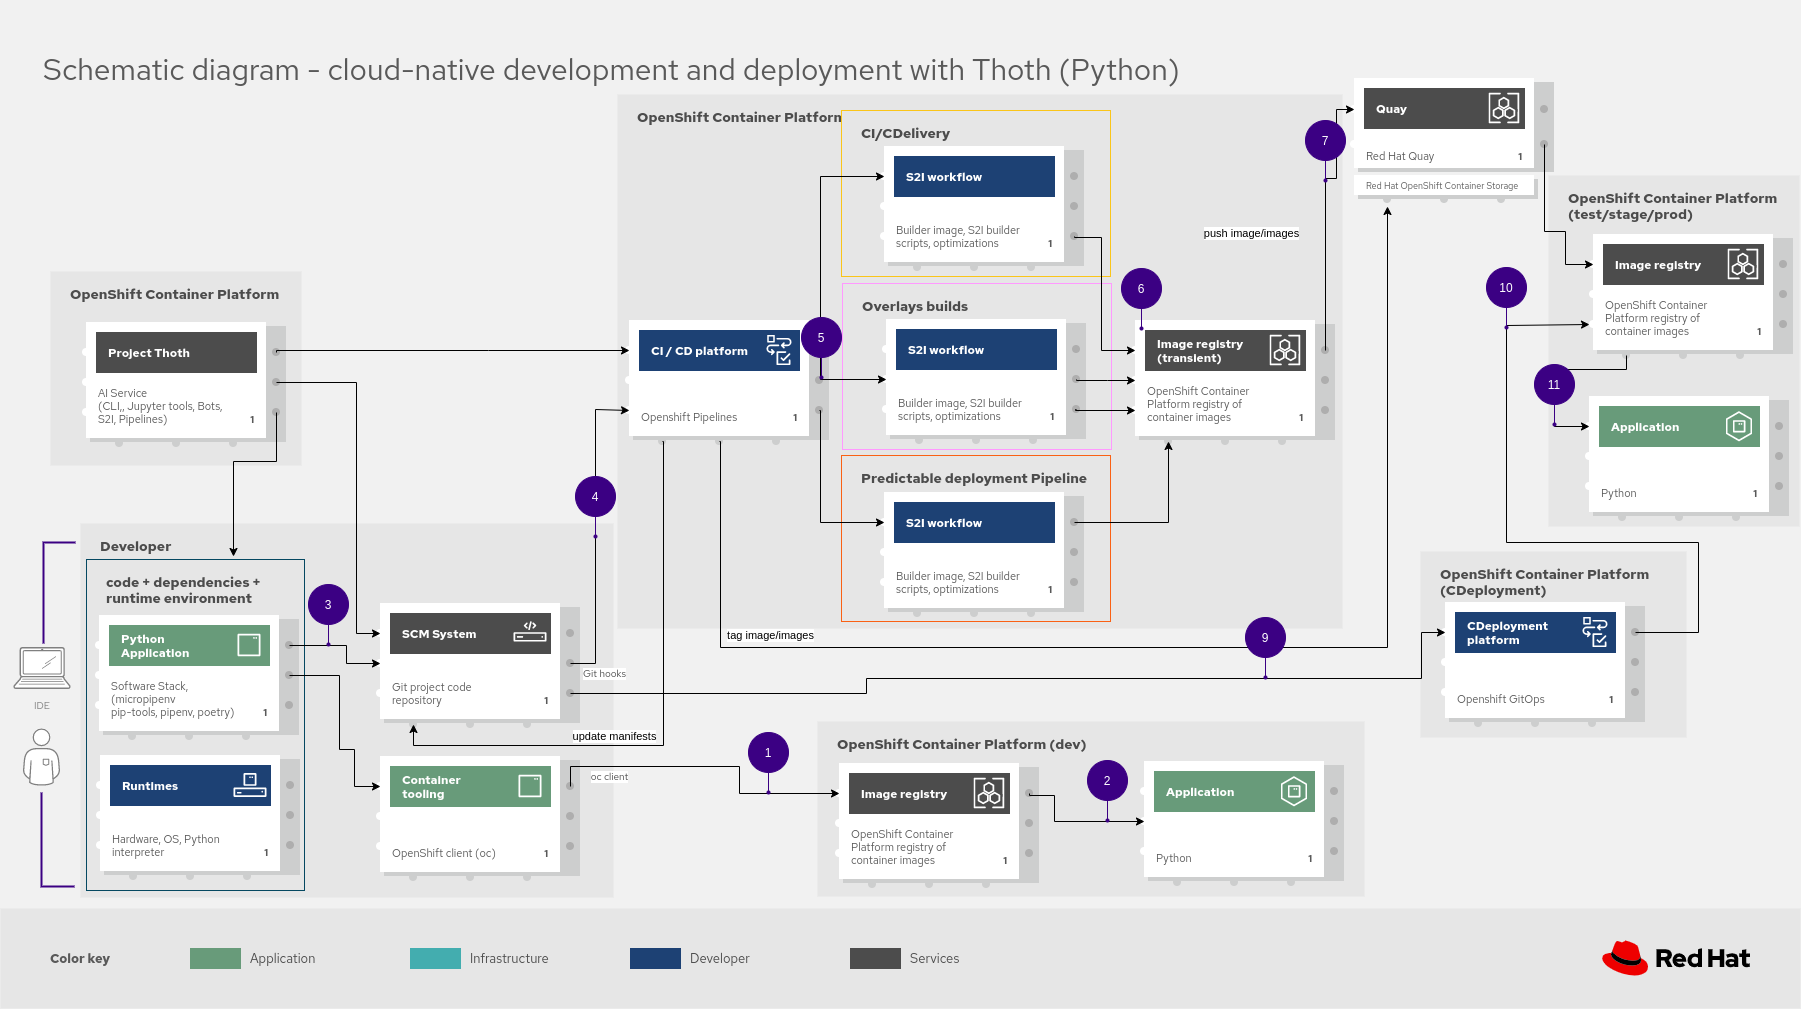 Schematic diagram - cloud-native development and deployment with Thoth (Python)
OpenShift Container Platform
Project Thoth
AI Service
(CLI,, Jupyter tools, Bots,
S2I, Pipelines)
1
Developer
code + dependencies +
runtime environment
Python
Application
Software Stack,
(micropipenv
pip-tools, pipenv, poetry)
1
Runtimes
Hardware, OS, Python
interpreter
1
IDE
3
SCM System
Git project code
repository
1
Git hooks
update manifests
Container
tooling
OpenShift client (oc)
1
oc client
4
OpenShift Container Platform
CI / CD platform
Openshift Pipelines
1
5
CI/CDelivery
S2I workflow
Builder image, S2I builder
scripts, optimizations
1
Overlays builds
S2I workflow
Builder image, S2I builder
scripts, optimizations
1
Predictable deployment Pipeline
S2I workflow
Builder image, S2I builder
scripts, optimizations
1
6
Image registry
(transient)
OpenShift Container
Platform registry of
container images
1
push image/images
tag image/images
7
Quay
Red Hat Quay
1
Red Hat OpenShift Container Storage
OpenShift Container Platform
(test/stage/prod)
Image registry
OpenShift Container
Platform registry of
container images
1
10
11
Application
Python
1
9
OpenShift Container Platform
(CDeployment)
CDeployment
platform
Openshift GitOps
1
1
OpenShift Container Platform (dev)
Image registry
OpenShift Container
Platform registry of
container images
1
2
Application
Python
1
Color key
Application
Infrastructure
Developer
Services
Red Hat